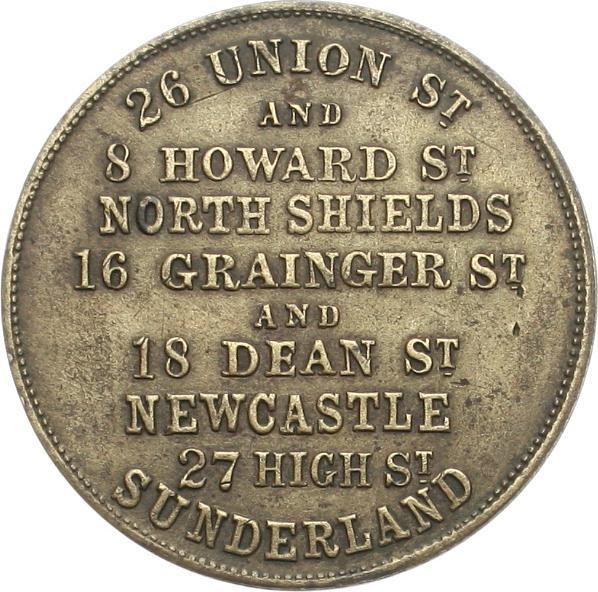 26 UNION ST
AND
8 HOWARD ST
NORTH SHIELDS
16 GRAINGER ST
AND
18 DEAN ST
NEWCASTLE
27 HIGH ST
SUNDERLAND